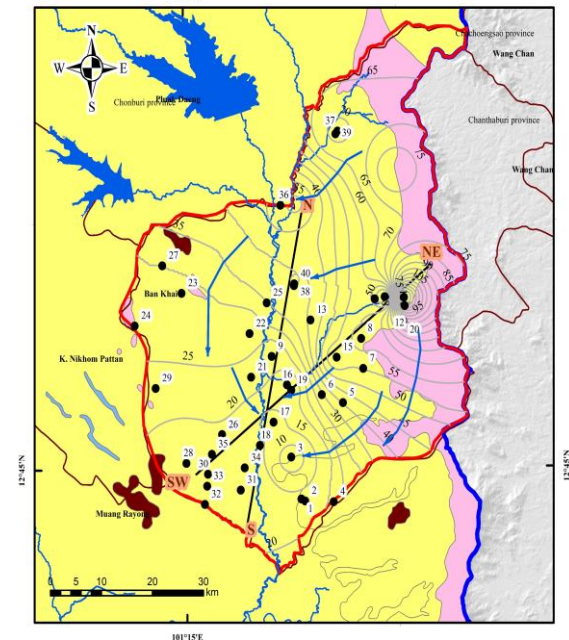 N
W E
S
Chachoengsao province
Wang Chan
Pluak Daeng
Chonburi province
Chanthaburi province
Wang Chan
65
37
39
75
65
60
70
36
N
35
NE
75
85
27
Ban Khai
23
40
38
25
50
95
24
13
12
20
22
8
K. Nikhom Pattan
9
15
25
7
55
21
16
19
29
20
6
5
50
30
17
15
26
35
18
10
28
30
34
3
12°45'N
12°45'N
SW
33
31
2
32
1
4
Muang Rayong
S
20
0 5 10 20 30
km
101°15'E